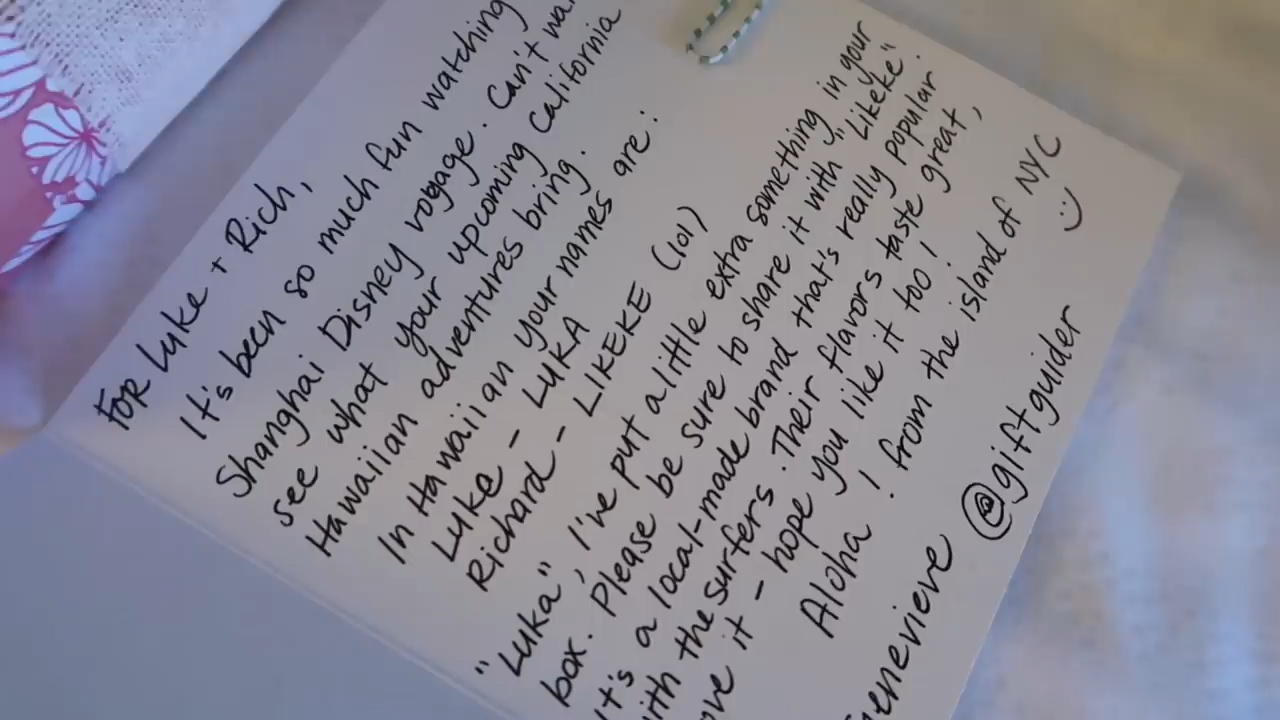 For Luke + Rich,
It's been so much fun watching
Shanghai Disney voyage. Can't
see what your upcoming California
Hawaiian adventures bring.
In Hawaiian your names are:
Luke - LUKA
Richard - LIKEKE (lol)
"Luka", I've put a little extra something in your
box. Please be sure to share it with "Likeke".
It's a local-made brand that's really popular
with the surfers. Their flavors taste great,
love it - hope you like it too!
Aloha! from the island of NYC
:)
Genevieve @giftguider